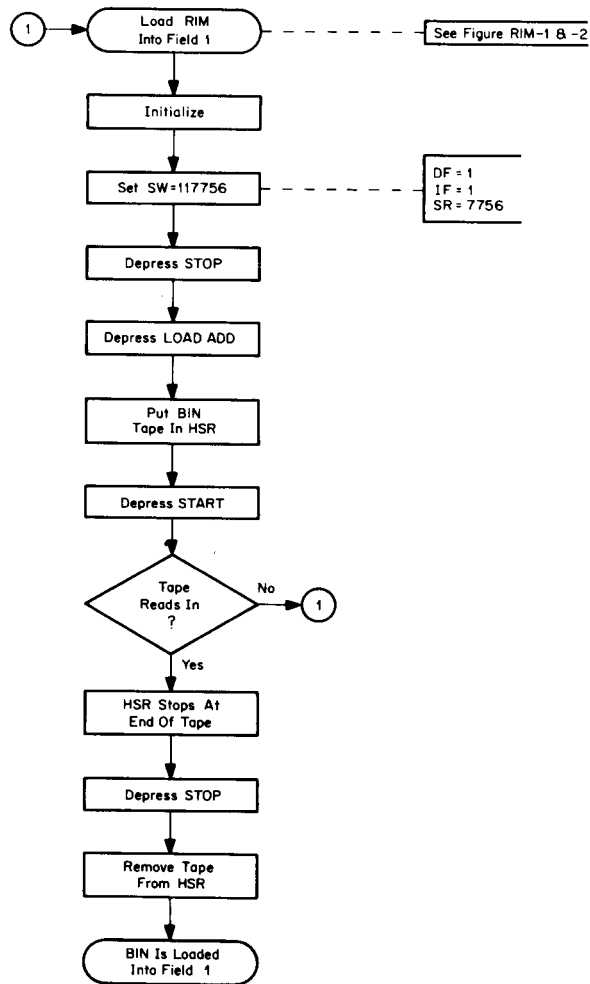 1
Load RIM
Into Field 1
See Figure RIM-1 & -2
Initialize
Set SW=117756
DF = 1
IF = 1
SR = 7756
Depress STOP
Depress LOAD ADD
Put BIN
Tape In HSR
Depress START
Tape
Reads In
?
No
1
Yes
HSR Stops At
End Of Tape
Depress STOP
Remove Tape
From HSR
BIN Is Loaded
Into Field 1